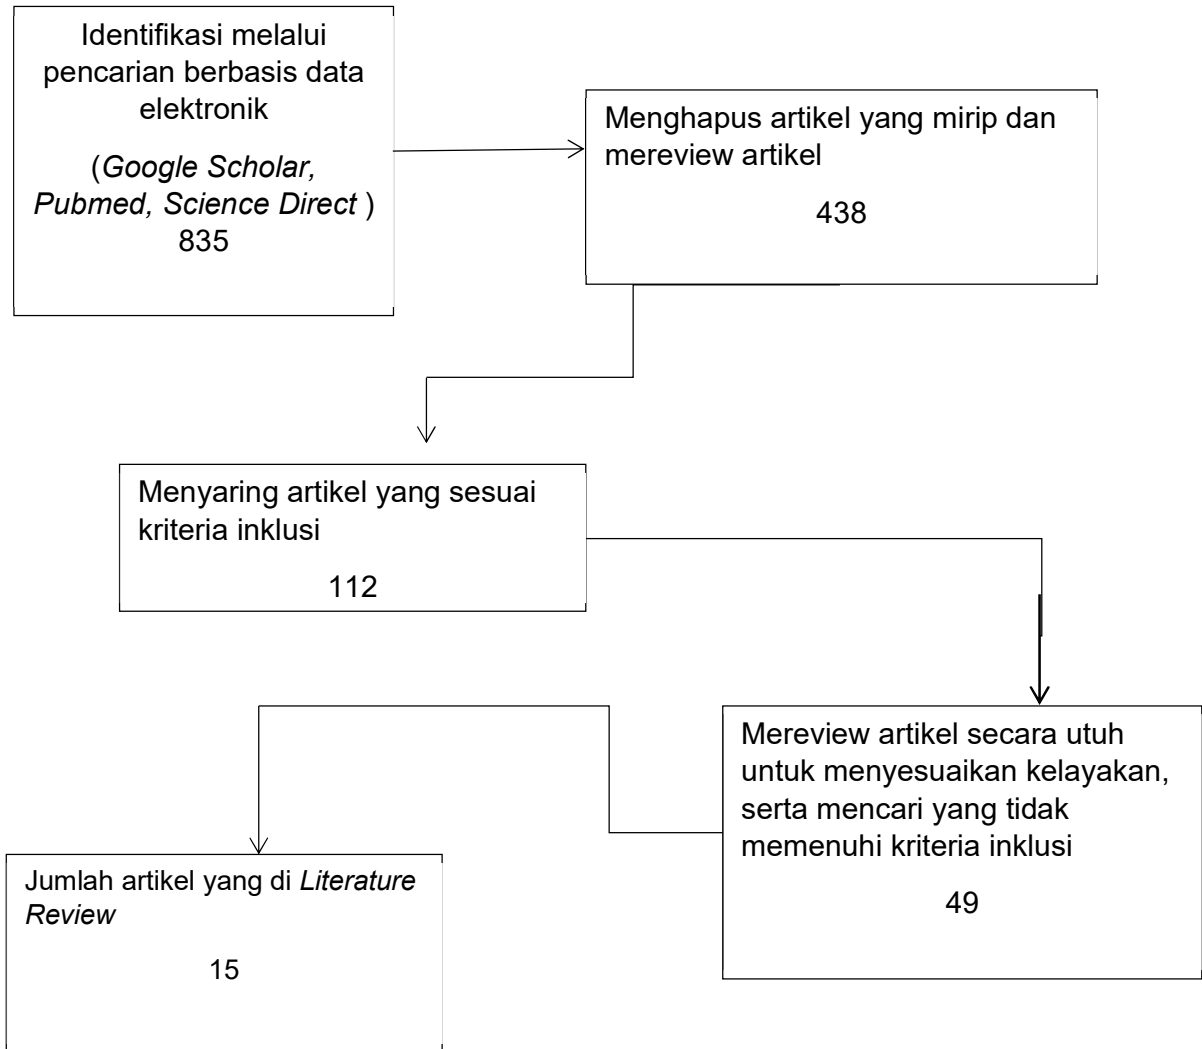 Identifikasi melalui
pencarian berbasis data
elektronik
(Google Scholar,
Pubmed, Science Direct )
835
Menghapus artikel yang mirip dan
mereview artikel
438
Menyaring artikel yang sesuai
kriteria inklusi
112
Mereview artikel secara utuh
untuk menyesuaikan kelayakan,
serta mencari yang tidak
memenuhi kriteria inklusi
49
Jumlah artikel yang di Literature
Review
15